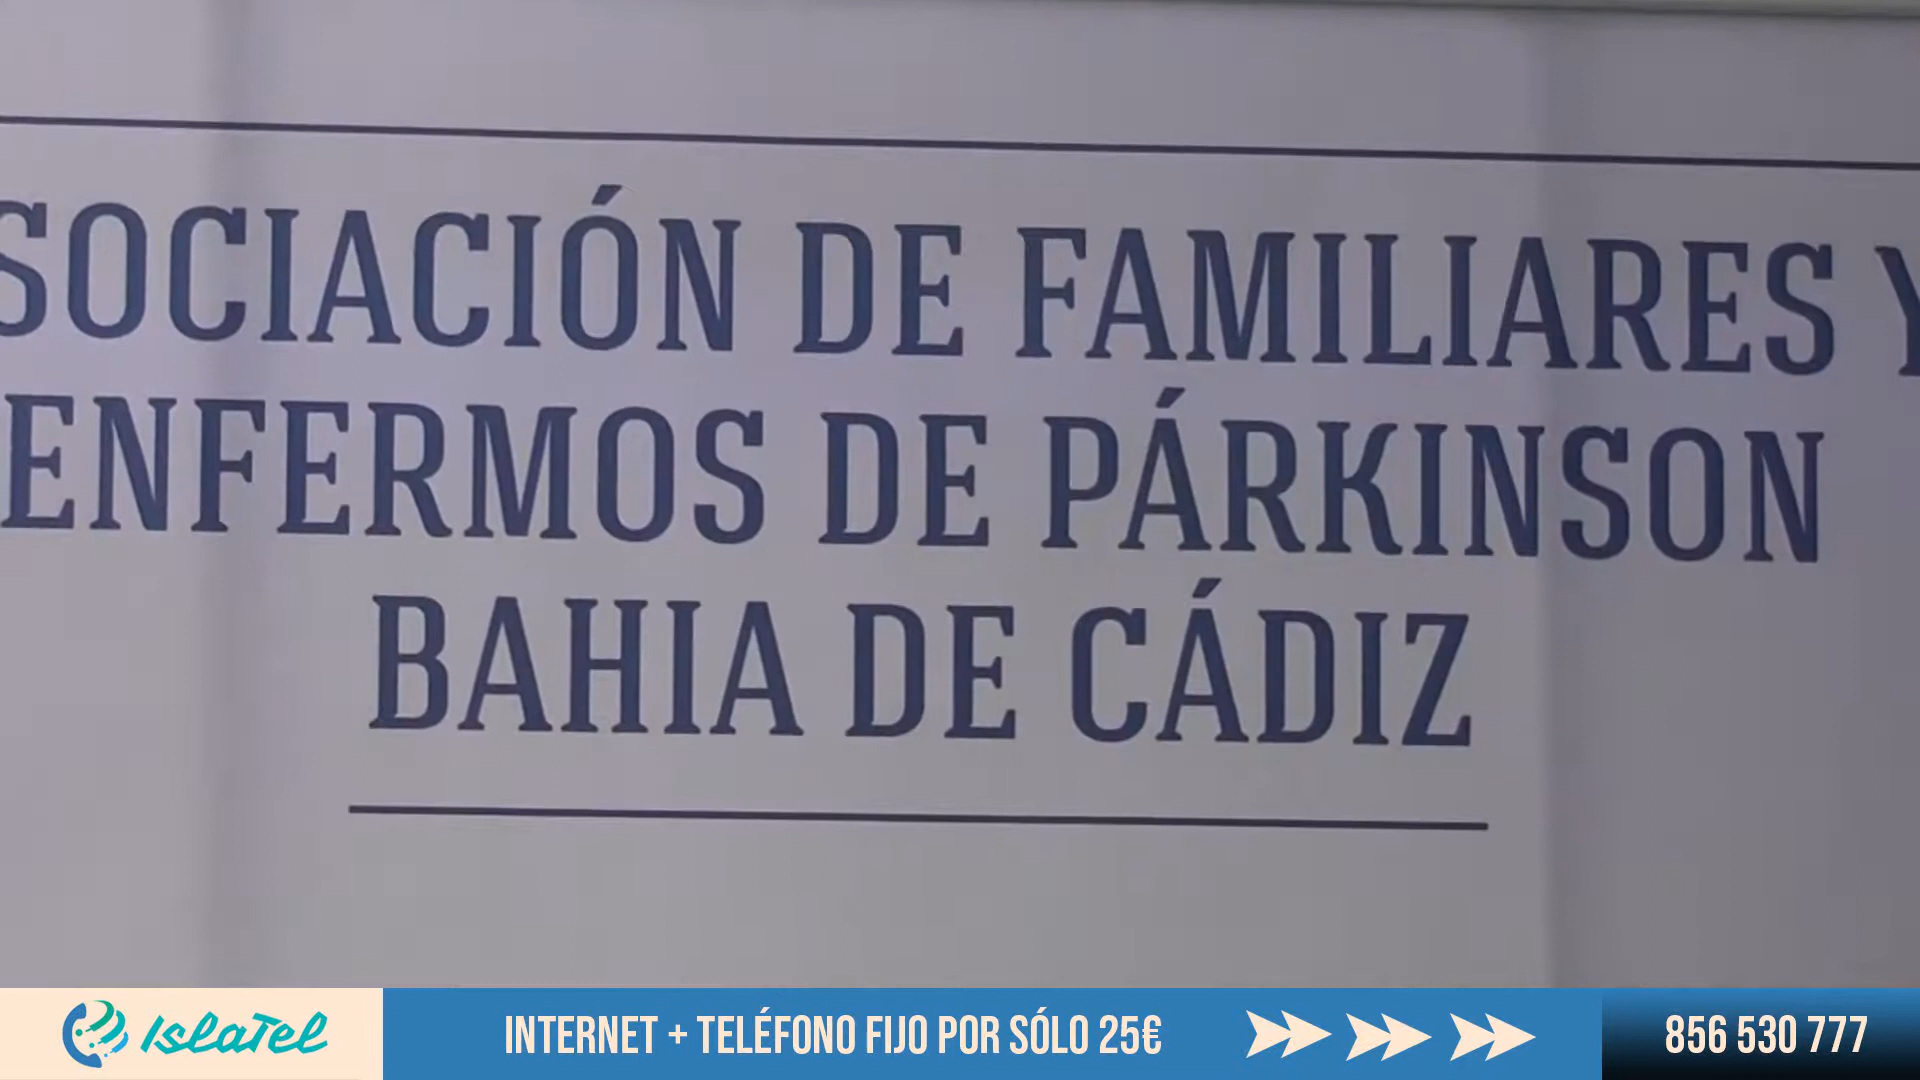 SOCIACIÓN DE FAMILIARES Y
ENFERMOS DE PÁRKINSON
BAHIA DE CÁDIZ
IslaTel
INTERNET + TELÉFONO FIJO POR SÓLO 25€
856 530 777